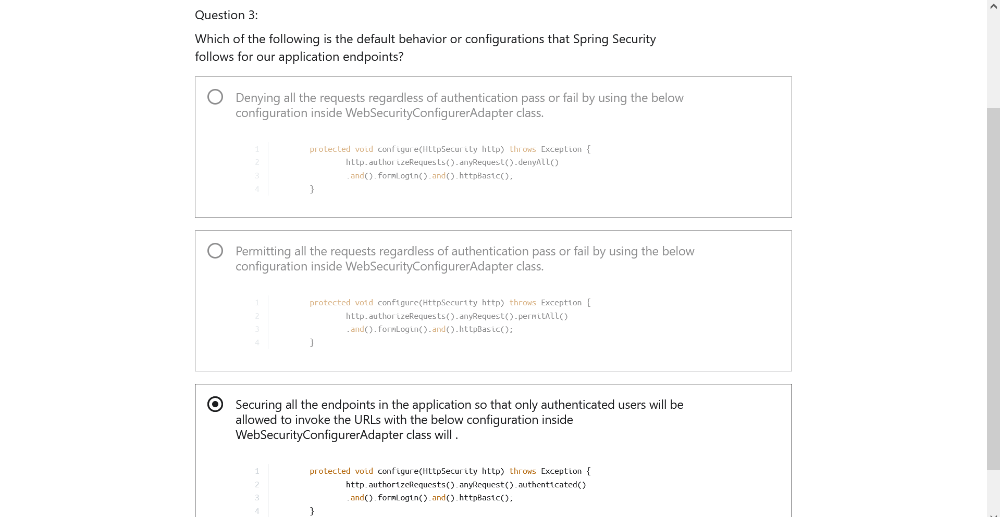 Question 3:
Which of the following is the default behavior or configurations that Spring Security
follows for our application endpoints?
Denying all the requests regardless of authentication pass or fail by using the below
configuration inside WebSecurityConfigurerAdapter class.
1 protected void configure(HttpSecurity http) throws Exception {
2 http.authorizeRequests().anyRequest().denyAll()
3 .and().formLogin().and().httpBasic();
4 }
Permitting all the requests regardless of authentication pass or fail by using the below
configuration inside WebSecurityConfigurerAdapter class.
1 protected void configure(HttpSecurity http) throws Exception {
2 http.authorizeRequests().anyRequest().permitAll()
3 .and().formLogin().and().httpBasic();
4 }
Securing all the endpoints in the application so that only authenticated users will be
allowed to invoke the URLs with the below configuration inside
WebSecurityConfigurerAdapter class will .
1 protected void configure(HttpSecurity http) throws Exception {
2 http.authorizeRequests().anyRequest().authenticated()
3 .and().formLogin().and().httpBasic();
4 }